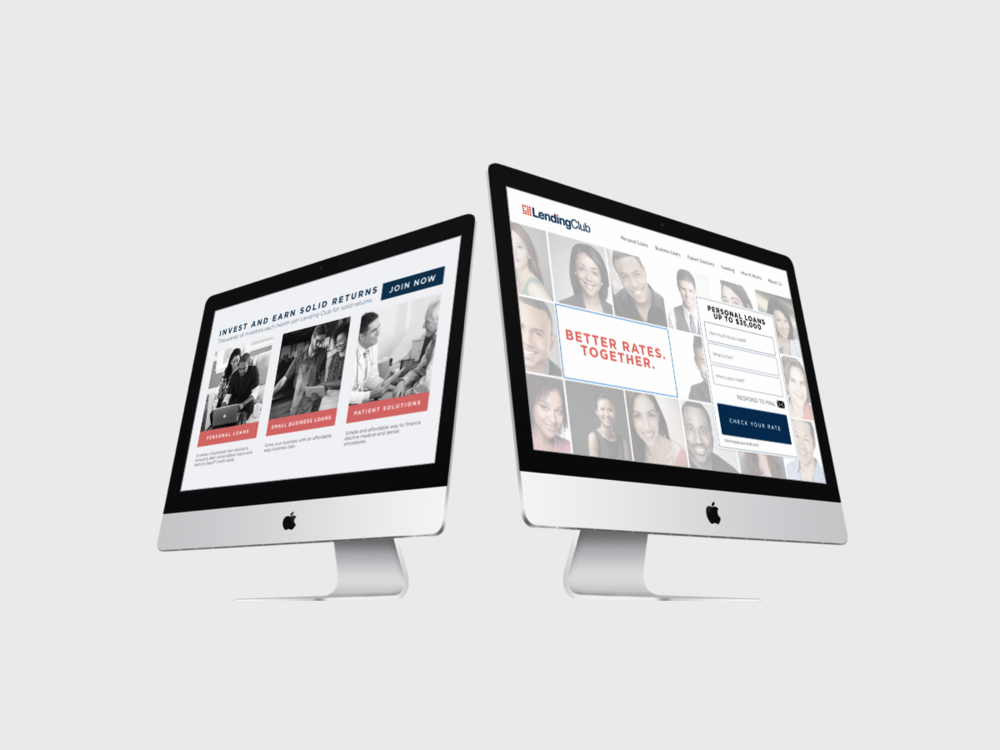 INVEST AND EARN SOLID RETURNS
JOIN NOW
Thousands of investors each month join Lending Club for solid returns.
PERSONAL LOANS
SMALL BUSINESS LOANS
Grow your business with an affordable,
easy business loan.
PATIENT SOLUTIONS
Simple and affordable way to finance
elective medical and dental
procedures.
LendingClub
Personal Loans
Business Loans
Patient Solutions
Investing
How It Works
About Us
BETTER RATES.
TOGETHER.
PERSONAL LOANS
UP TO $35,000
How much do you need?
What is it for?
How is your credit?
RESPOND TO MAIL
CHECK YOUR RATE